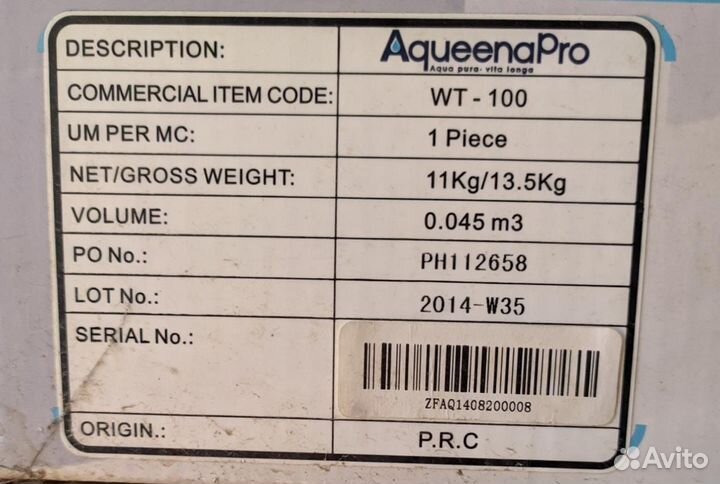 DESCRIPTION: AqueenaPro
Aqua pura- vita longa
COMMERCIAL ITEM CODE: WT - 100
UM PER MC: 1 Piece
NET/GROSS WEIGHT: 11Kg/13.5Kg
VOLUME: 0.045 m3
PO No.: PH112658
LOT No.: 2014-W35
SERIAL No.:
ZFAQ1408200008
ORIGIN.: P.R.C
Avito